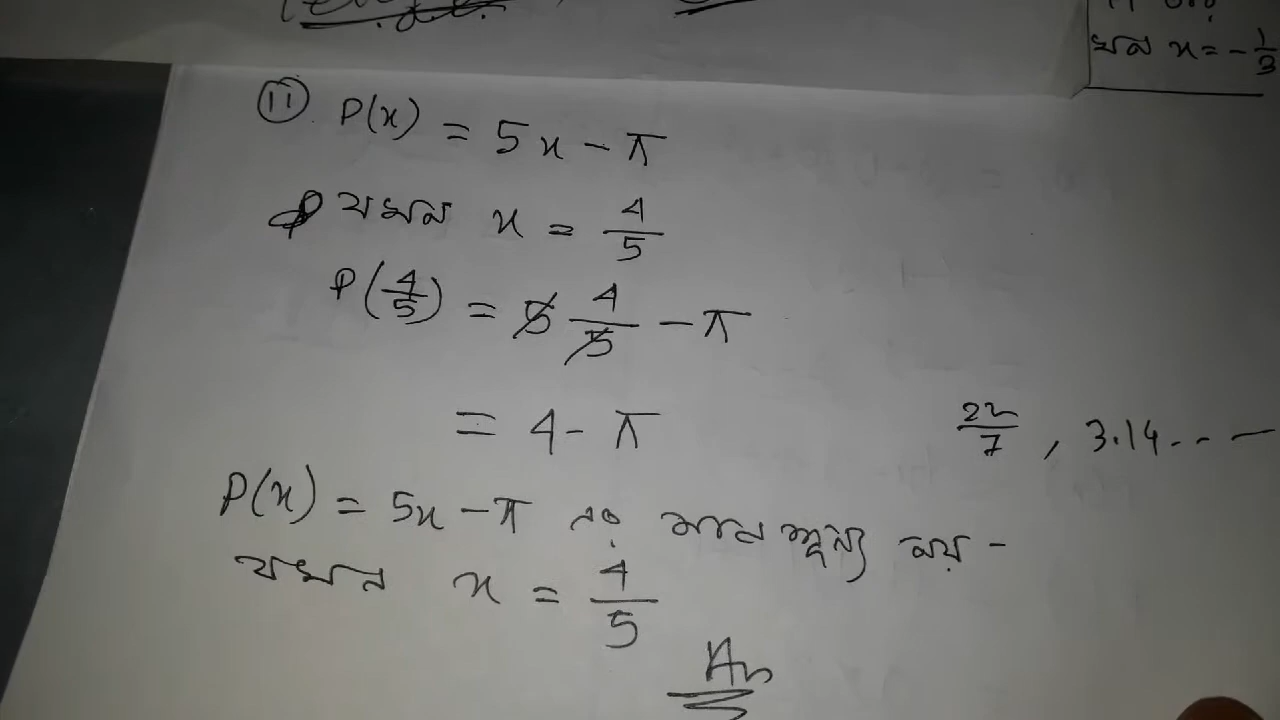 যখন x = -1/3
(ii) P(x) = 5x - π
যখন x = 4/5
P(4/5) = 5 4/5 - π
= 4 - π
22/7, 3.14...-
P(x) = 5x - π এর মান শূন্য নয় -
যখন x = 4/5
An